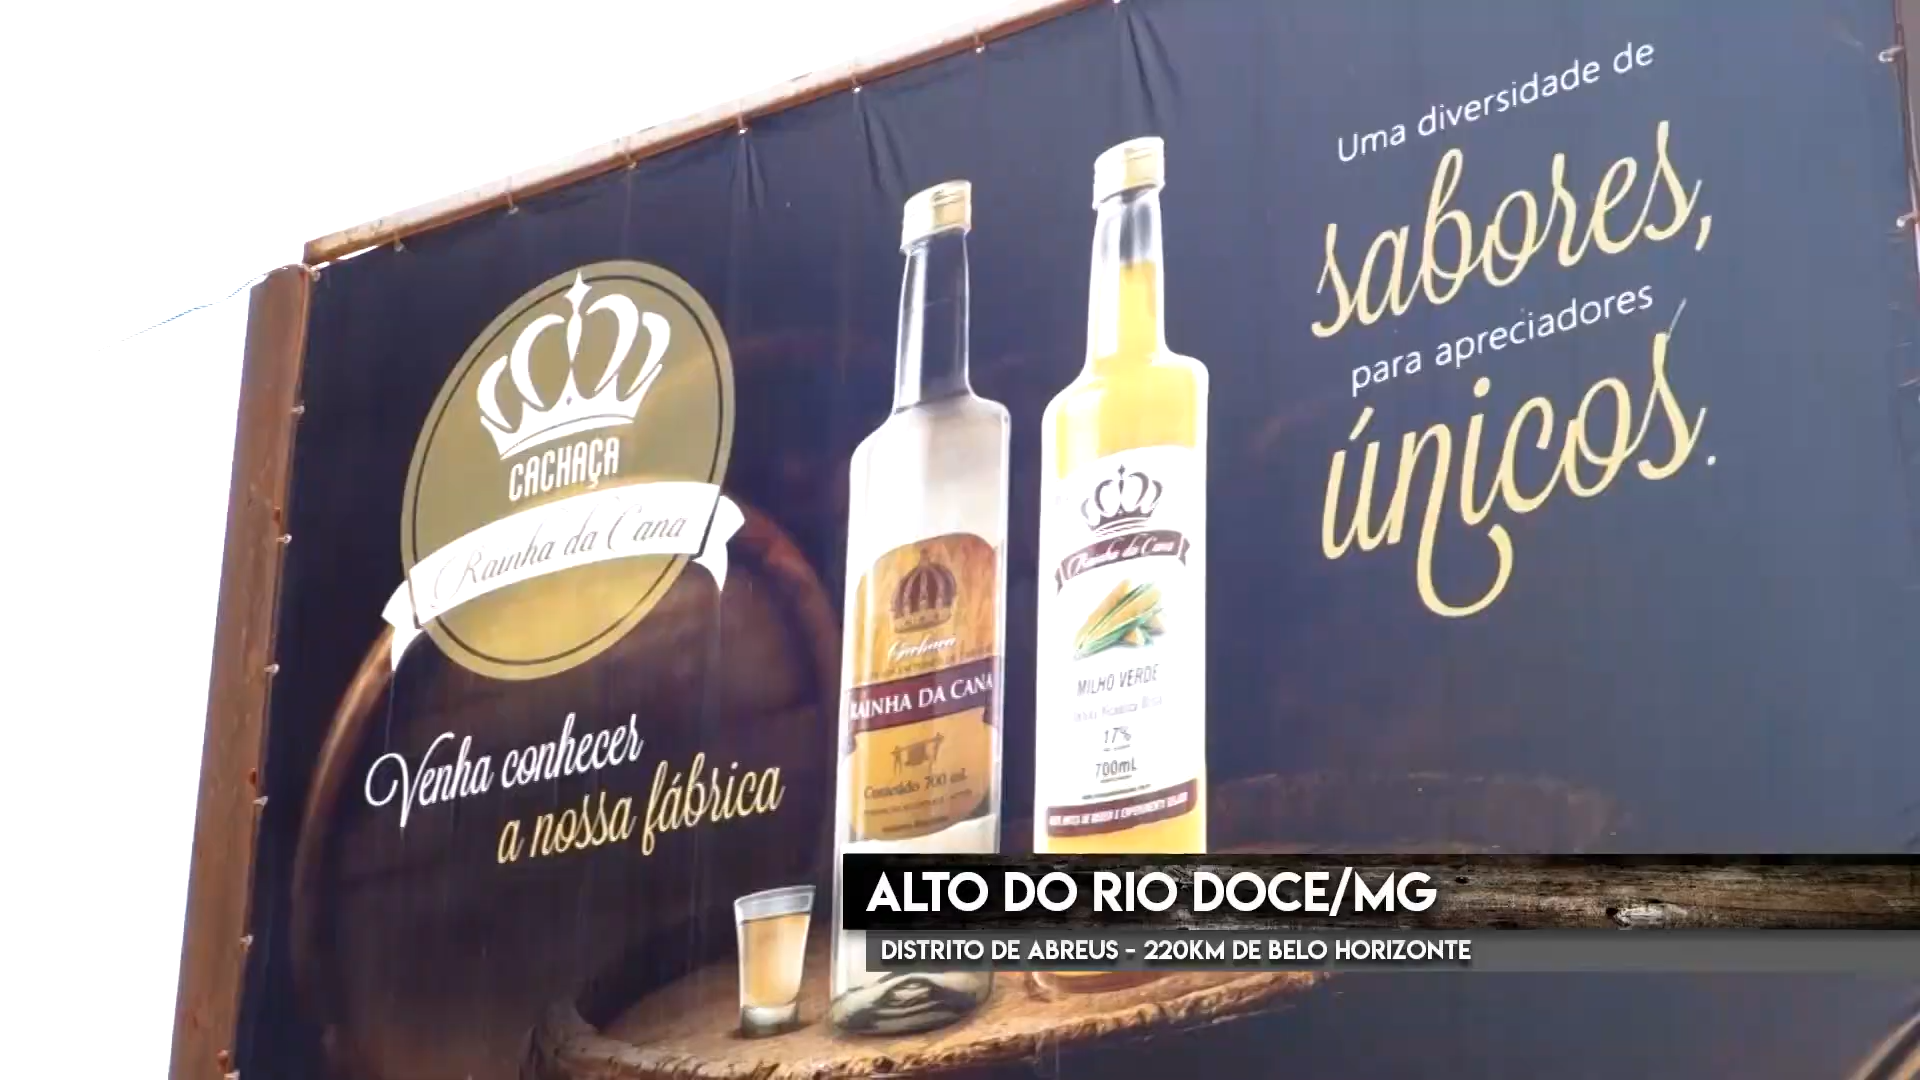 Uma diversidade de
sabores,
para apreciadores
únicos.
CACHAÇA
Rainha da Cana
Venha conhecer
a nossa fábrica
Cachaça
RAINHA DA CANA
Conteúdo 700 ml
Rainha da Cana
MILHO VERDE
17%
700mL
ALTO DO RIO DOCE/MG
DISTRITO DE ABREUS - 220KM DE BELO HORIZONTE